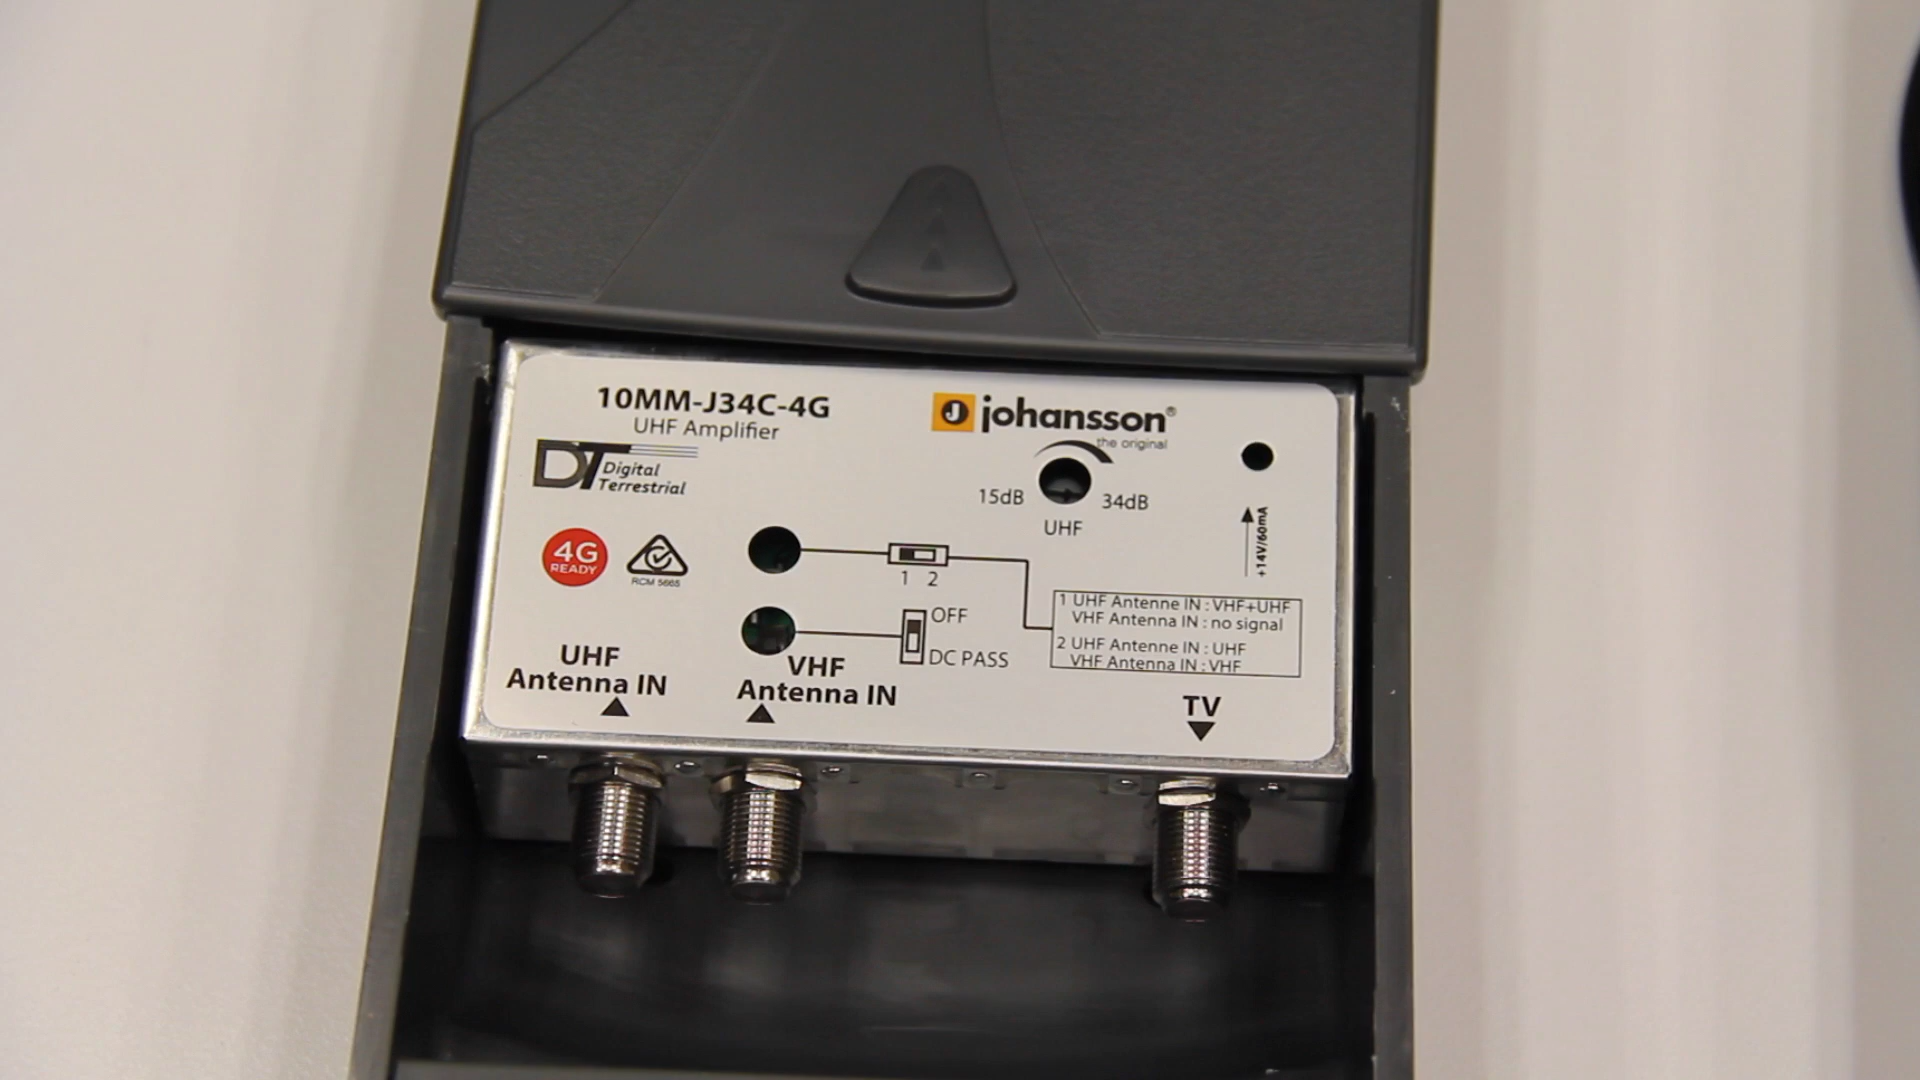 10MM-J34C-4G
UHF Amplifier
DT Digital
Terrestrial
J johansson®
the original
15dB
34dB
UHF
+14V/60mA
4G
READY
RCM 5665
1 2
OFF
DC PASS
1 UHF Antenne IN : VHF+UHF
VHF Antenna IN : no signal
2 UHF Antenne IN : UHF
VHF Antenna IN : VHF
UHF
Antenna IN
VHF
Antenna IN
TV